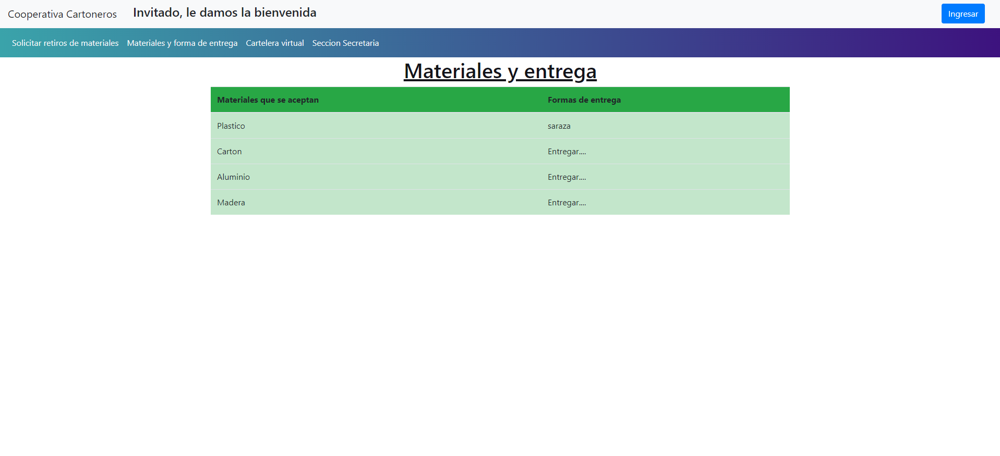 Cooperativa Cartoneros Invitado, le damos la bienvenida Ingresar
Solicitar retiros de materiales Materiales y forma de entrega Cartelera virtual Seccion Secretaria
Materiales y entrega
Materiales que se aceptan Formas de entrega
Plastico saraza
Carton Entregar....
Aluminio Entregar....
Madera Entregar....